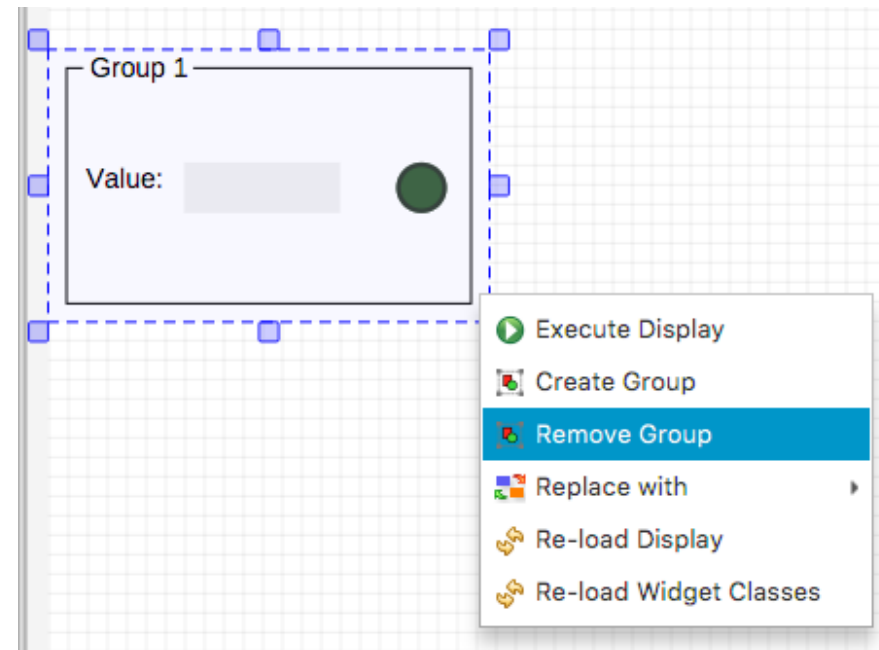 Group 1
Value:
Execute Display
Create Group
Remove Group
Replace with
Re-load Display
Re-load Widget Classes